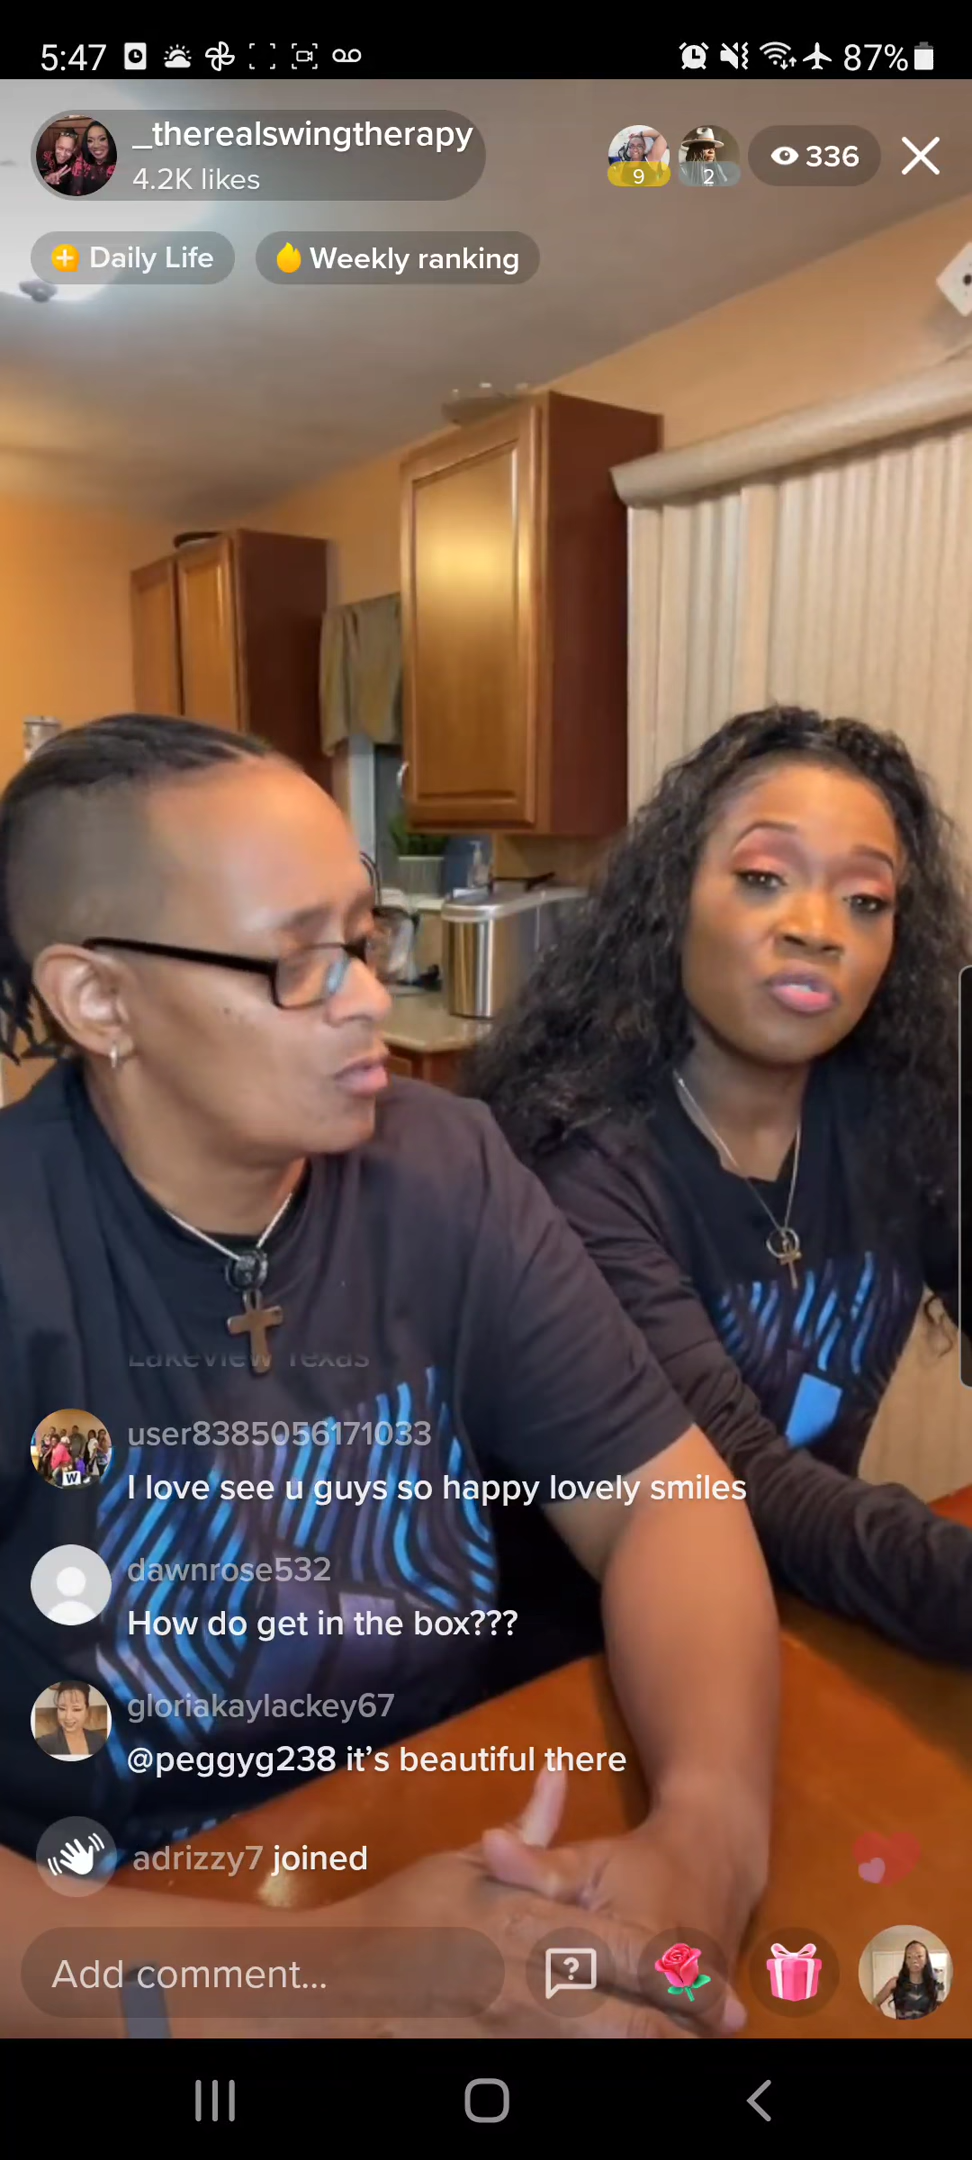 5:47
87%
_therealswingtherapy
4.2K likes
9
2
336
Daily Life
Weekly ranking
Lakeview Texas
user8385056171033
I love see u guys so happy lovely smiles
dawnrose532
How do get in the box???
gloriakaylackey67
@peggyg238 it’s beautiful there
adrizzy7 joined
Add comment...